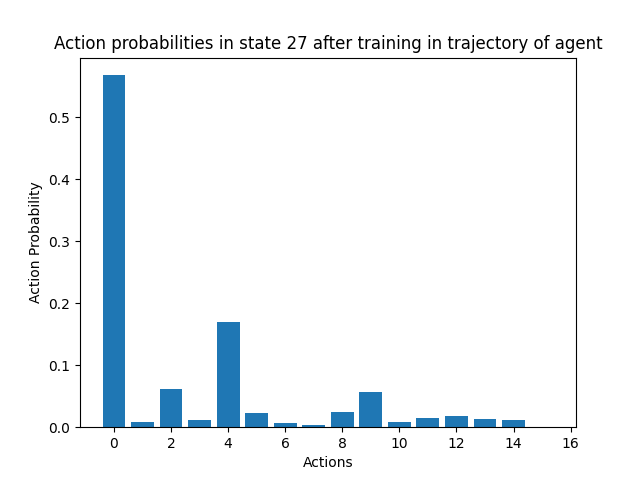 Action probabilities in state 27 after training in trajectory of agent
0.5
0.4
0.3
0.2
0.1
0.0
Action Probability
0 2 4 6 8 10 12 14 16
Actions